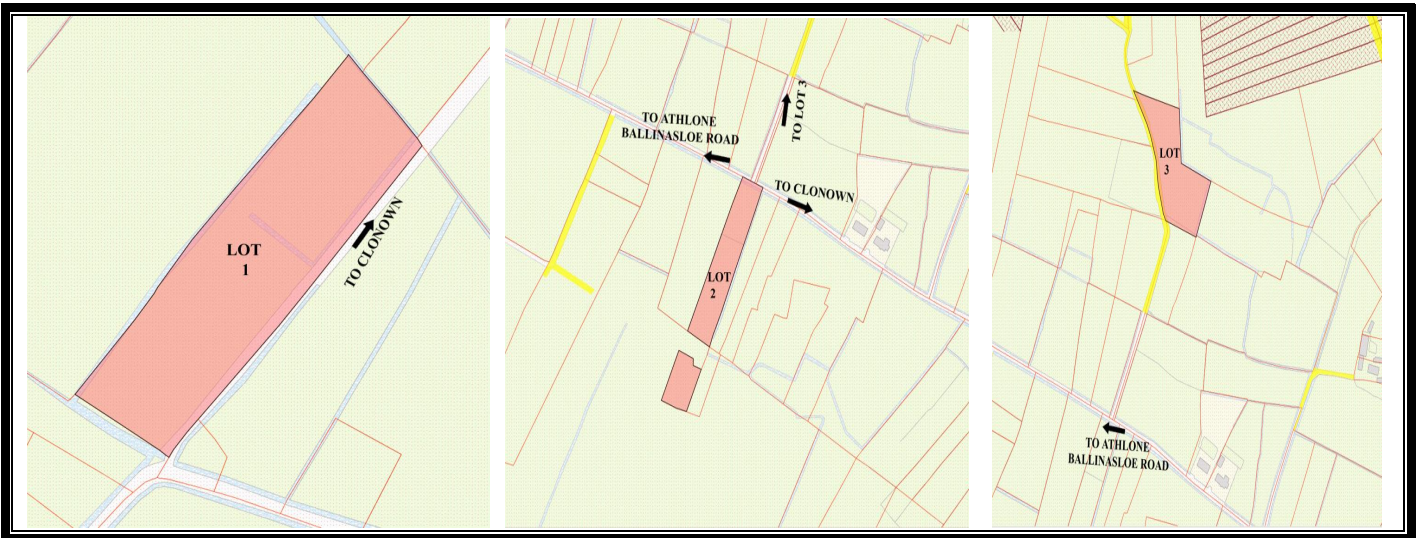 LOT
1
TO CLONOWN
TO ATHLONE
BALLINASLOE ROAD
TO LOT 3
TO CLONOWN
LOT
2
LOT
3
TO ATHLONE
BALLINASLOE ROAD